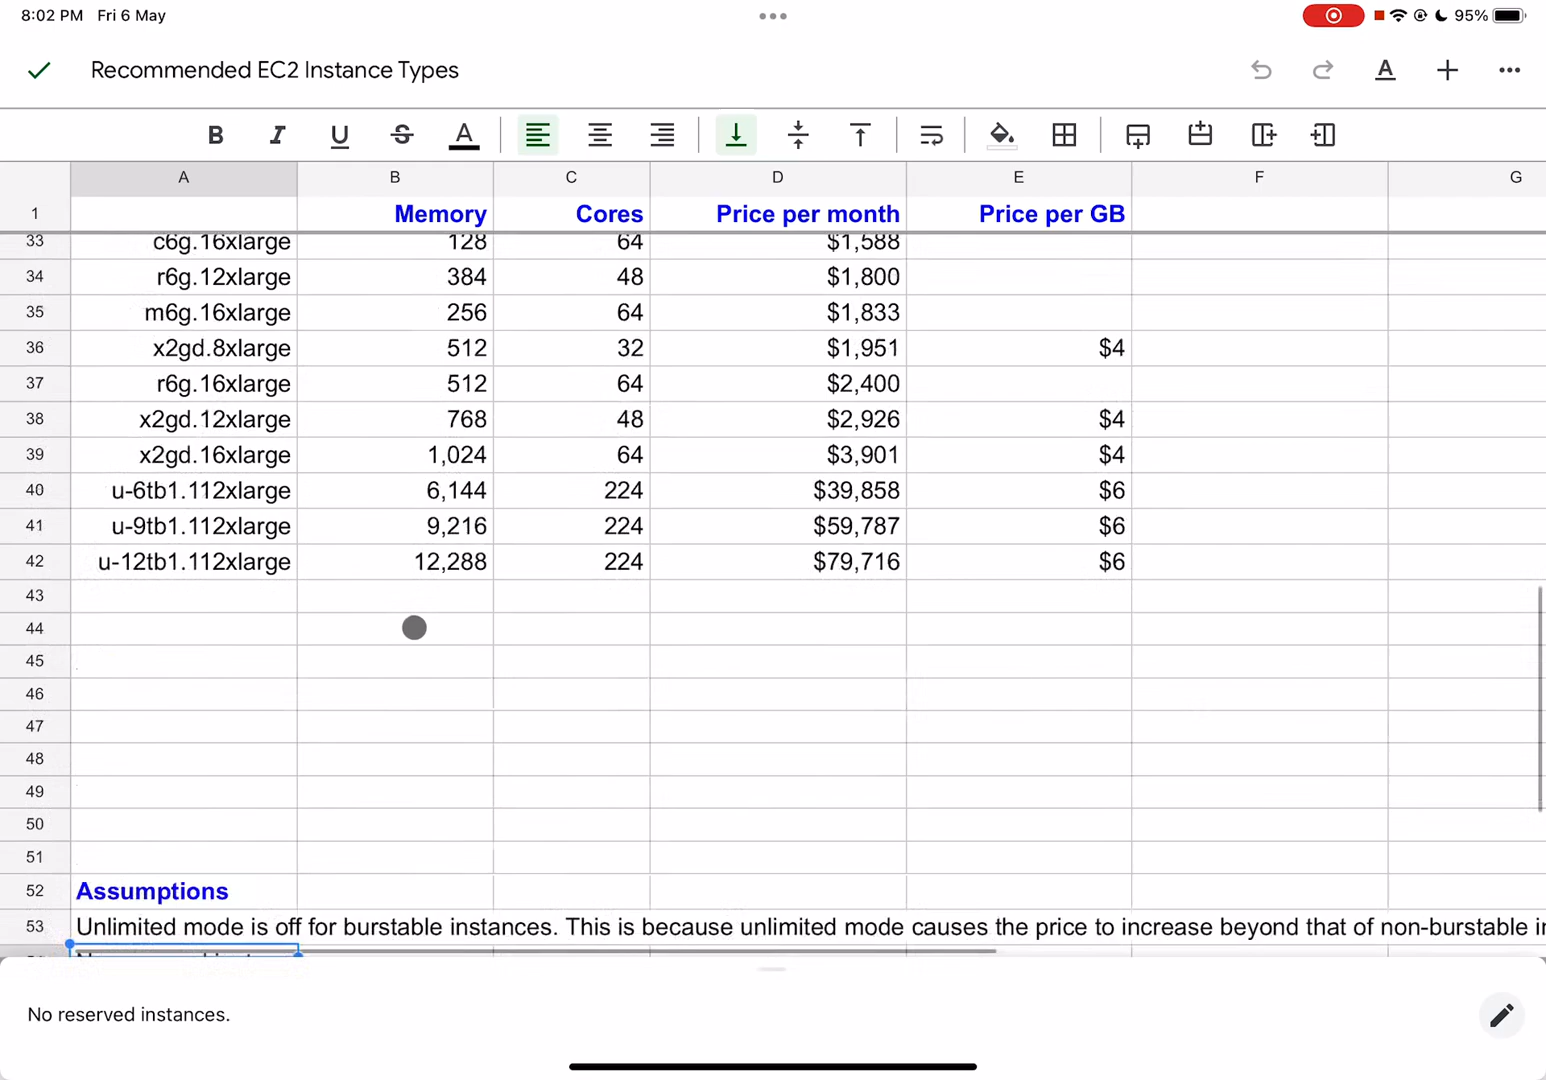 8:02 PM Fri 6 May
95%
Recommended EC2 Instance Types
B I U S A
A B C D E F G
1 Memory Cores Price per month Price per GB
33 c6g.16xlarge 128 64 $1,588
34 r6g.12xlarge 384 48 $1,800
35 m6g.16xlarge 256 64 $1,833
36 x2gd.8xlarge 512 32 $1,951 $4
37 r6g.16xlarge 512 64 $2,400
38 x2gd.12xlarge 768 48 $2,926 $4
39 x2gd.16xlarge 1,024 64 $3,901 $4
40 u-6tb1.112xlarge 6,144 224 $39,858 $6
41 u-9tb1.112xlarge 9,216 224 $59,787 $6
42 u-12tb1.112xlarge 12,288 224 $79,716 $6
43
44
45
46
47
48
49
50
51
52 Assumptions
53 Unlimited mode is off for burstable instances. This is because unlimited mode causes the price to increase beyond that of non-burstable
No reserved instances.